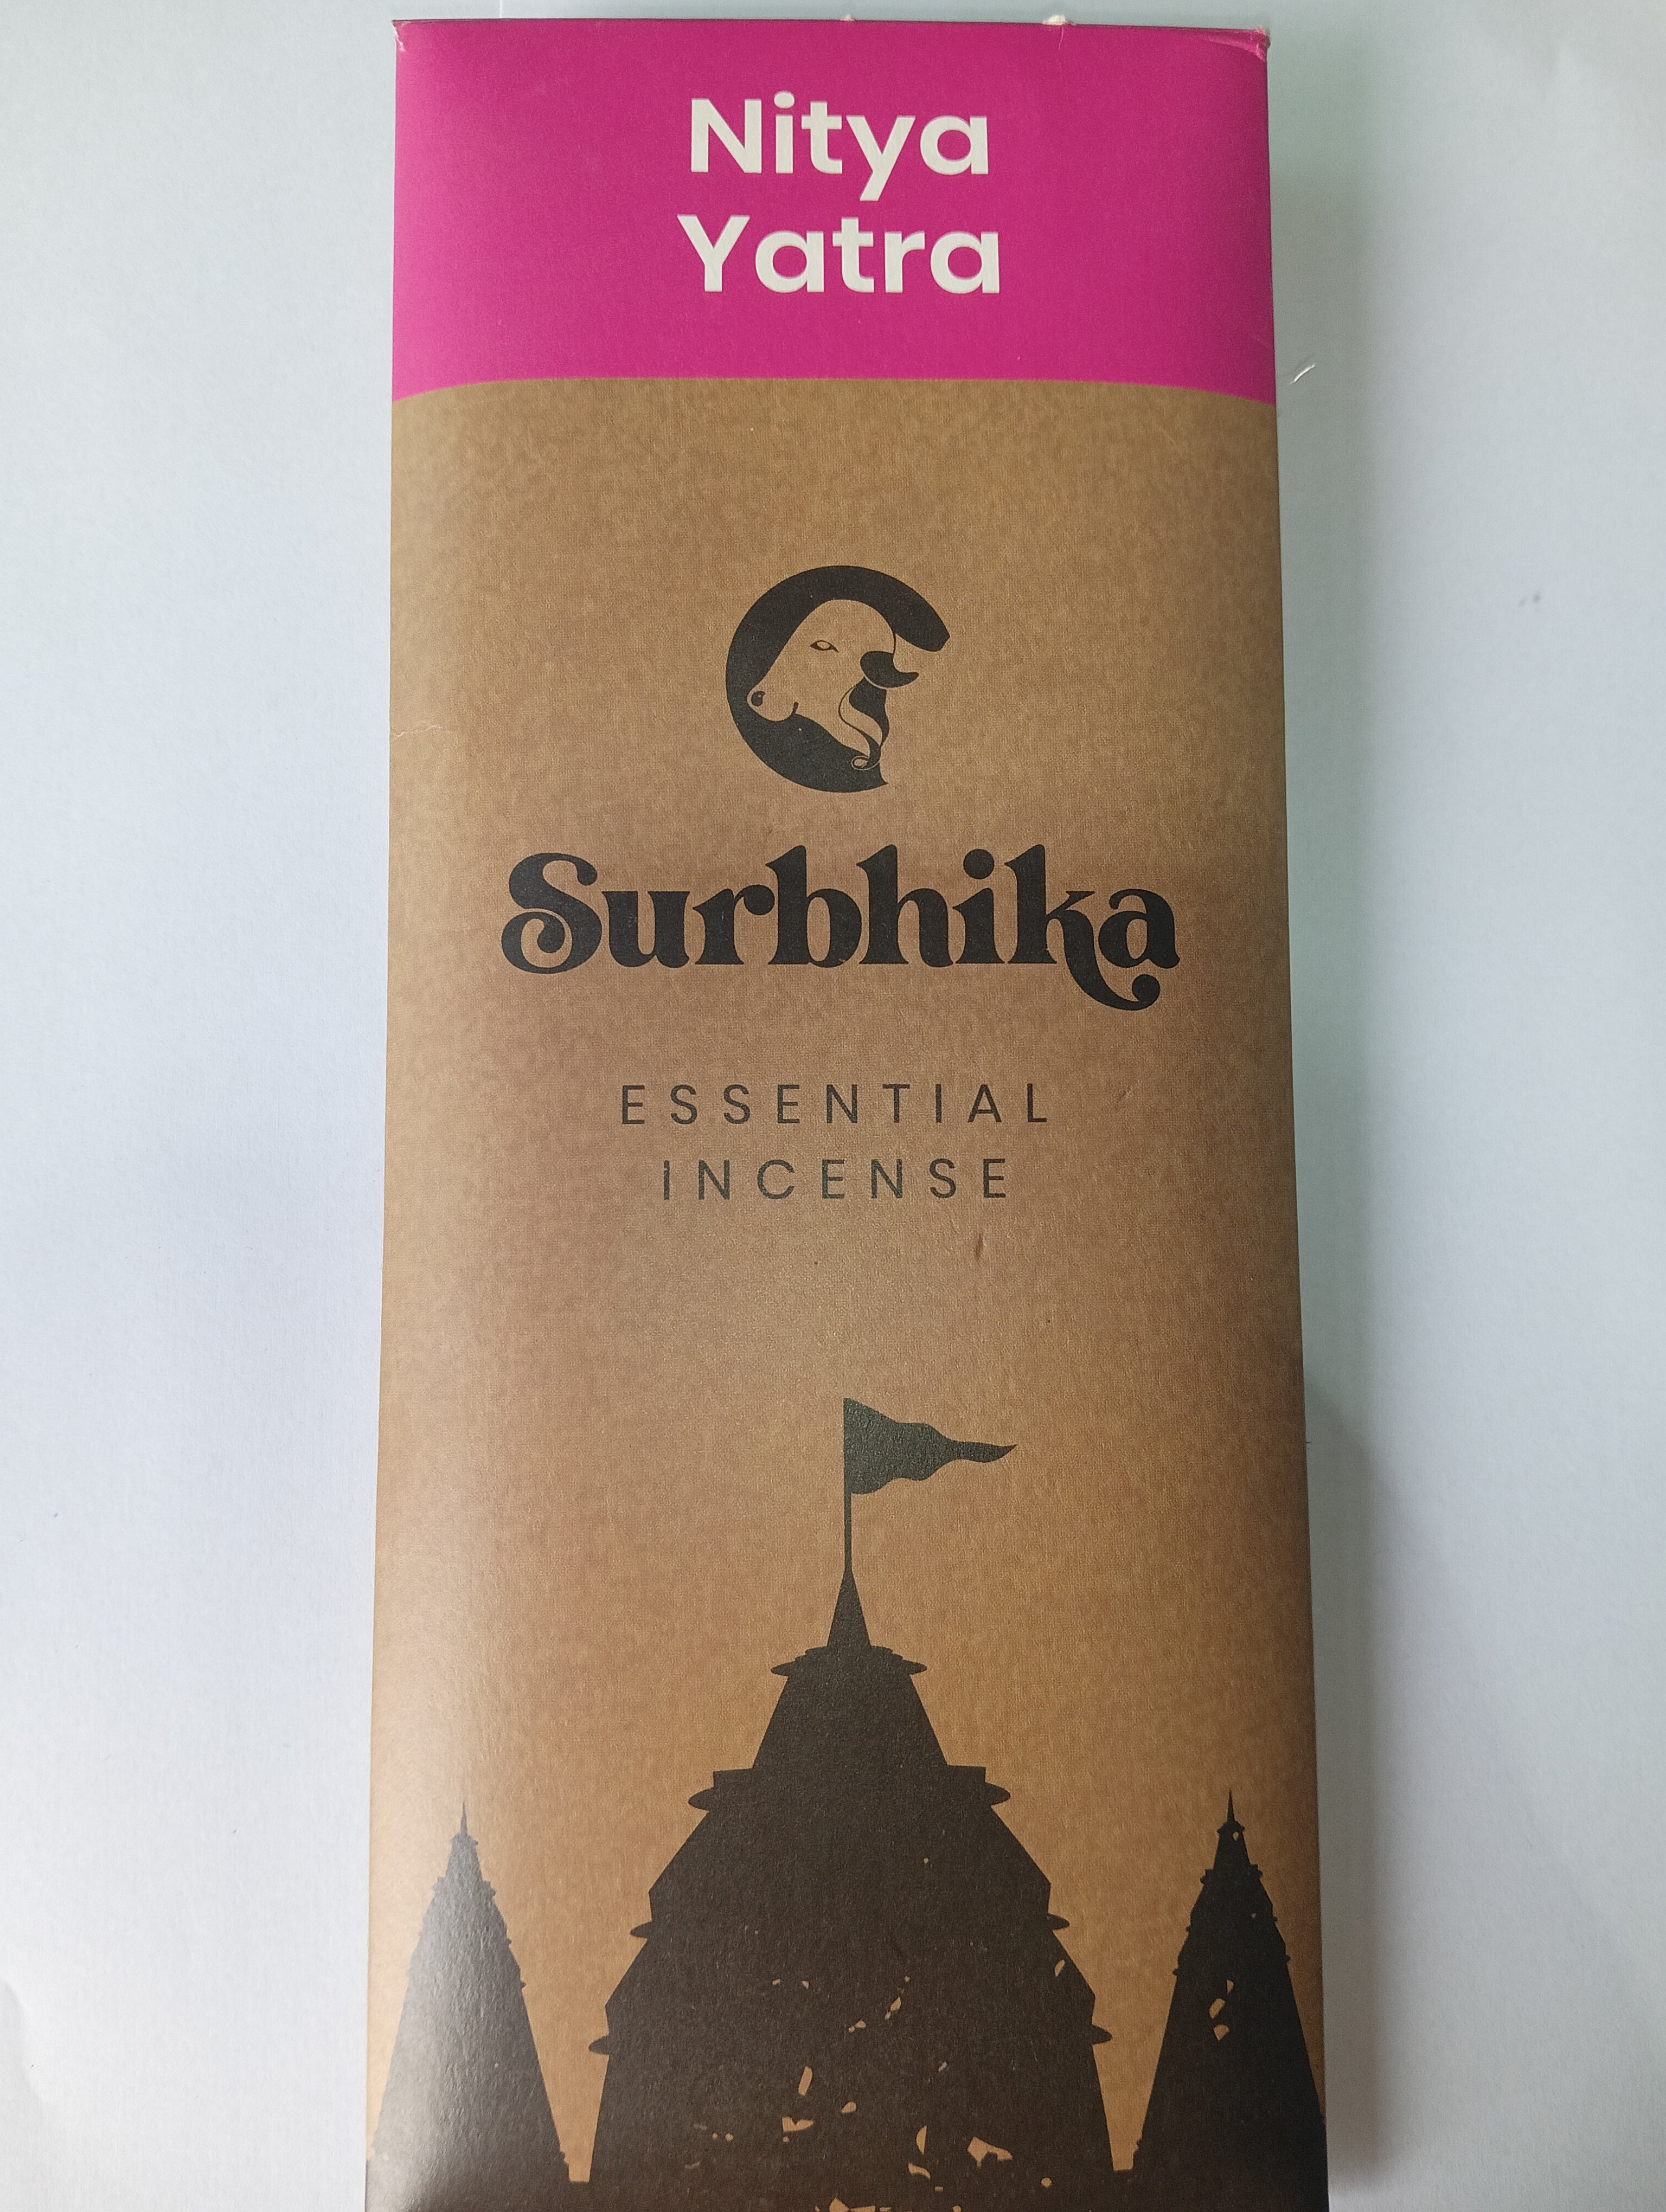 Nitya
Yatra
Surbhika
ESSENTIAL
INCENSE